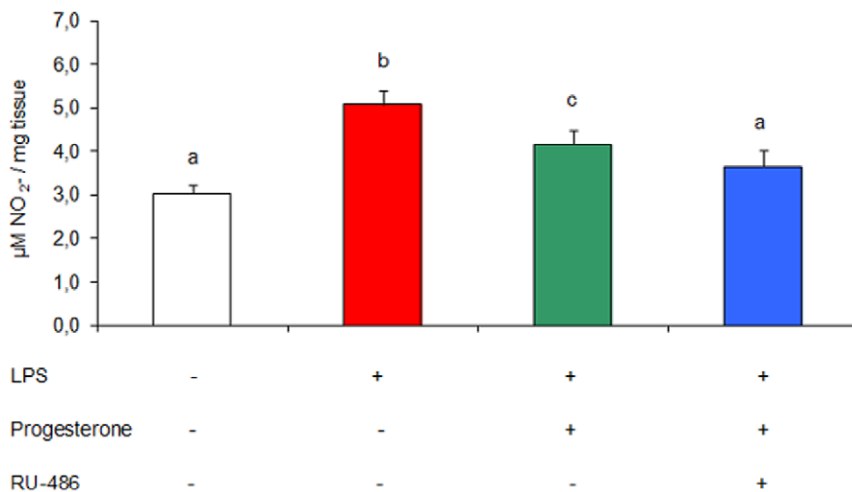 7,0
6,0
5,0
4,0
3,0
2,0
1,0
0,0
µM NO2- / mg tissue
a
b
c
a
LPS - + + +
Progesterone - - + +
RU-486 - - - +